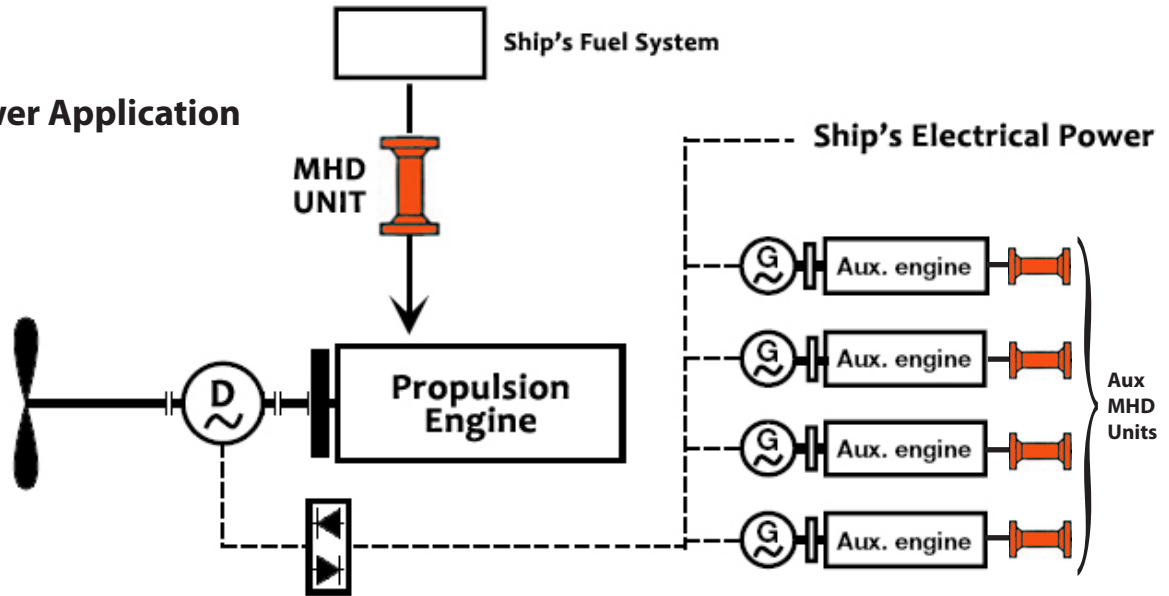 Ship's Fuel System
ver Application
MHD
UNIT
Ship's Electrical Power
G
Aux. engine
G
Aux. engine
G
Aux. engine
G
Aux. engine
Aux
MHD
Units
D
Propulsion
Engine